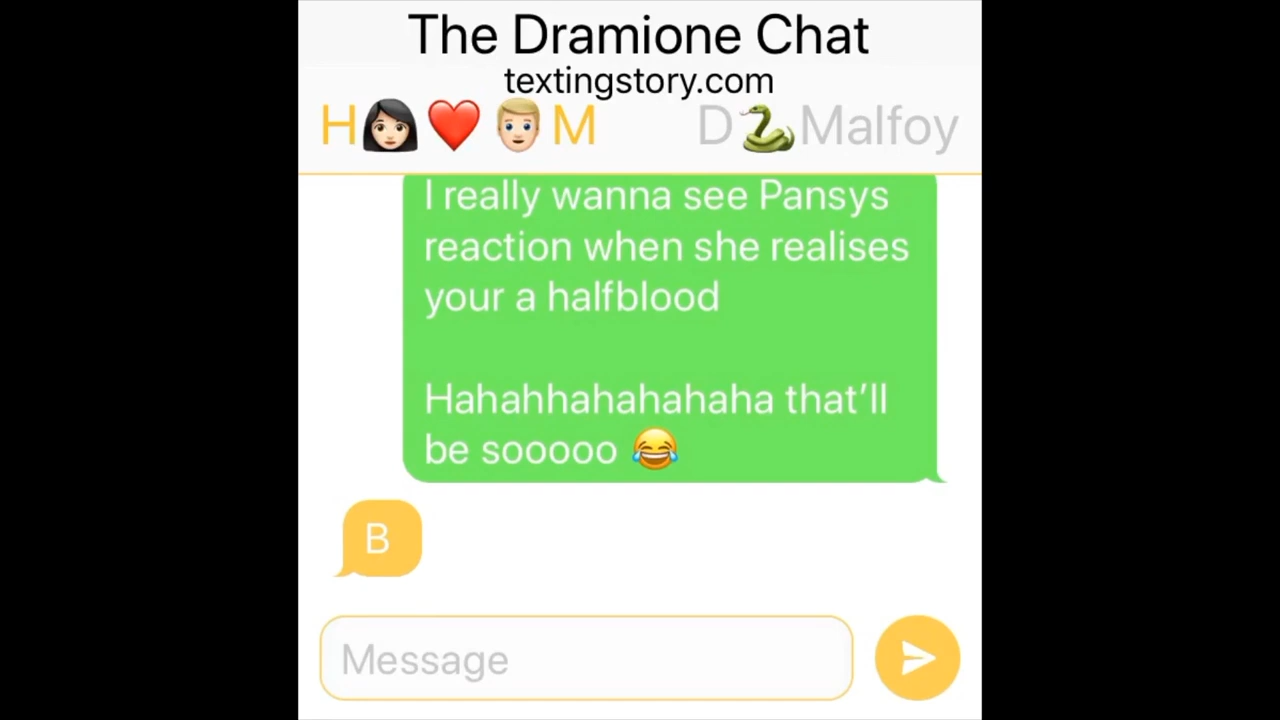 The Dramione Chat
textingstory.com
H👩🏻❤️👱🏻‍♂️M D🐍Malfoy
I really wanna see Pansys
reaction when she realises
your a halfblood
Hahahhahahahaha that’ll
be sooooo 😂
B
Message